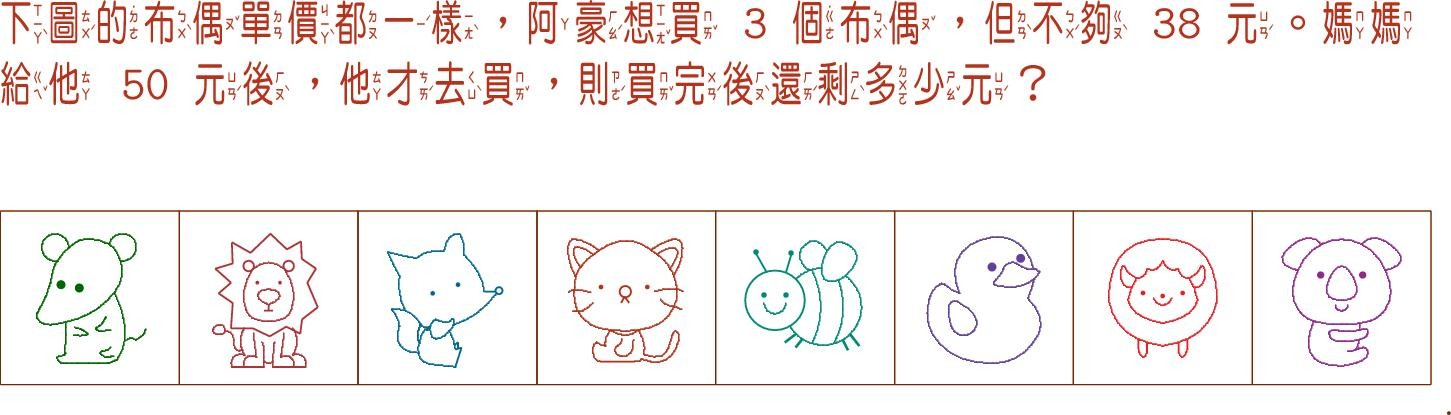 下圖的布偶單價都一樣，阿豪想買 3 個布偶，但不夠 38 元。媽媽
給他 50 元後，他才去買，則買完後還剩多少元？